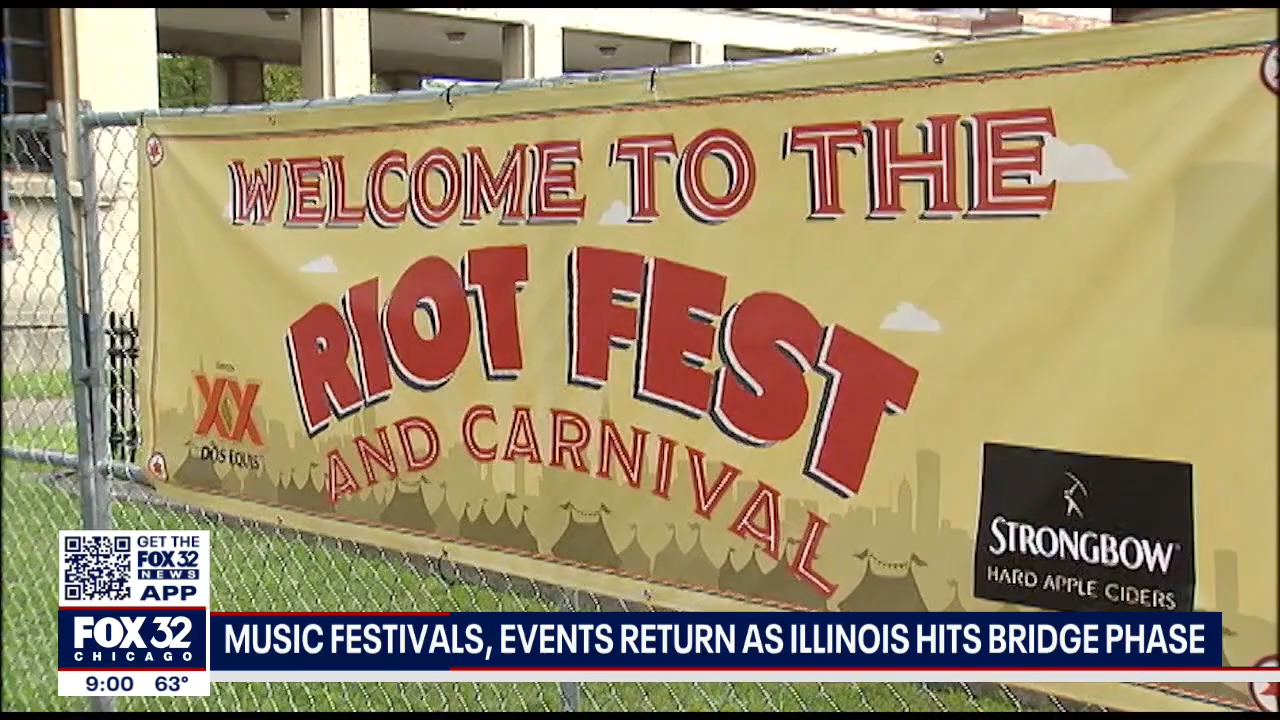 WELCOME TO THE
RIOT FEST
AND CARNIVAL
XX
DOS EQUIS
STRONGBOW
HARD APPLE CIDERS
GET THE
FOX 32
NEWS
APP
FOX 32
CHICAGO
9:00 63°
MUSIC FESTIVALS, EVENTS RETURN AS ILLINOIS HITS BRIDGE PHASE